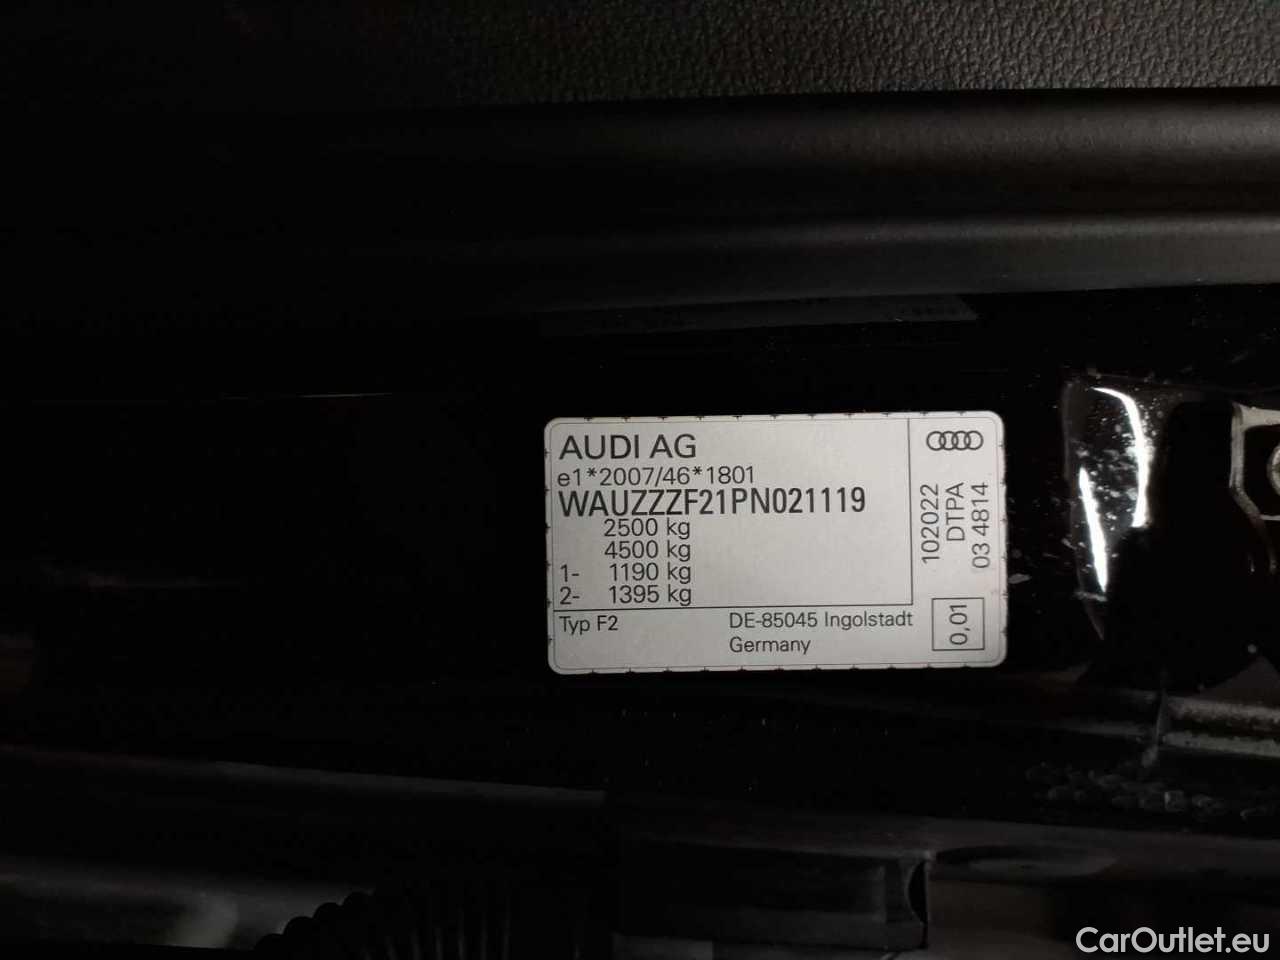 AUDI AG
e1*2007/46*1801
WAUZZZF21PN021119
2500 kg
4500 kg
1- 1190 kg
2- 1395 kg
Typ F2
DE-85045 Ingolstadt
Germany
102022
DTPA
03 4814
0,01
CarOutlet.eu